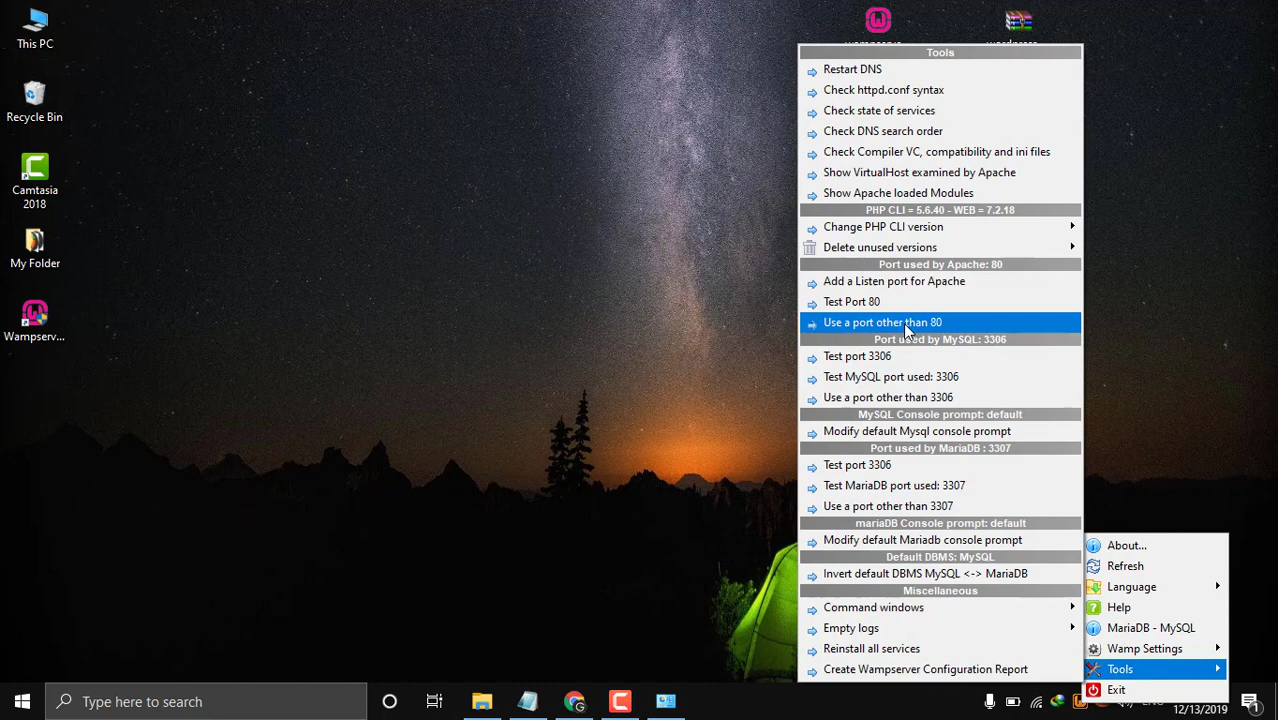 This PC
Recycle Bin
Camtasia
2018
My Folder
Wampserv...
Tools
Restart DNS
Check httpd.conf syntax
Check state of services
Check DNS search order
Check Compiler VC, compatibility and ini files
Show VirtualHost examined by Apache
Show Apache loaded Modules
PHP CLI = 5.6.40 - WEB = 7.2.18
Change PHP CLI version
Delete unused versions
Port used by Apache: 80
Add a Listen port for Apache
Test Port 80
Use a port other than 80
Port used by MySQL: 3306
Test port 3306
Test MySQL port used: 3306
Use a port other than 3306
MySQL Console prompt: default
Modify default Mysql console prompt
Port used by MariaDB : 3307
Test port 3306
Test MariaDB port used: 3307
Use a port other than 3307
mariaDB Console prompt: default
Modify default Mariadb console prompt
Default DBMS: MySQL
Invert default DBMS MySQL <-> MariaDB
Miscellaneous
Command windows
Empty logs
Reinstall all services
Create Wampserver Configuration Report
About...
Refresh
Language
Help
MariaDB - MySQL
Wamp Settings
Tools
Exit
Type here to search
12/13/2019